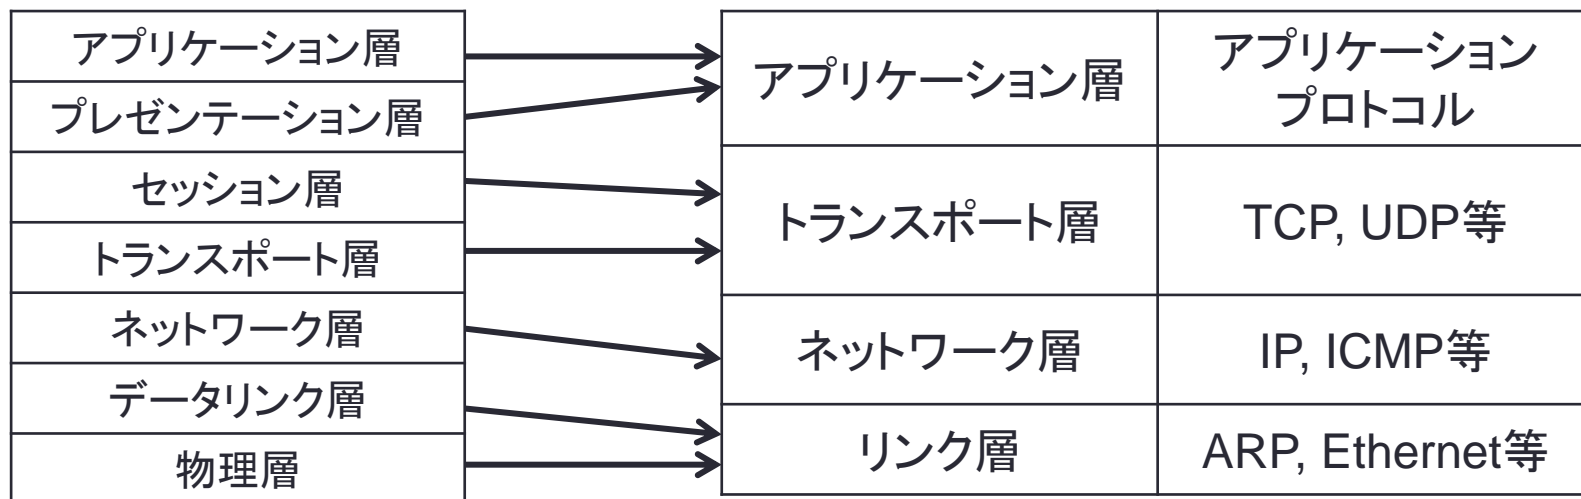 アプリケーション層
プレゼンテーション層
セッション層
トランスポート層
ネットワーク層
データリンク層
物理層
アプリケーション層
アプリケーション
プロトコル
トランスポート層
TCP, UDP等
ネットワーク層
IP, ICMP等
リンク層
ARP, Ethernet等